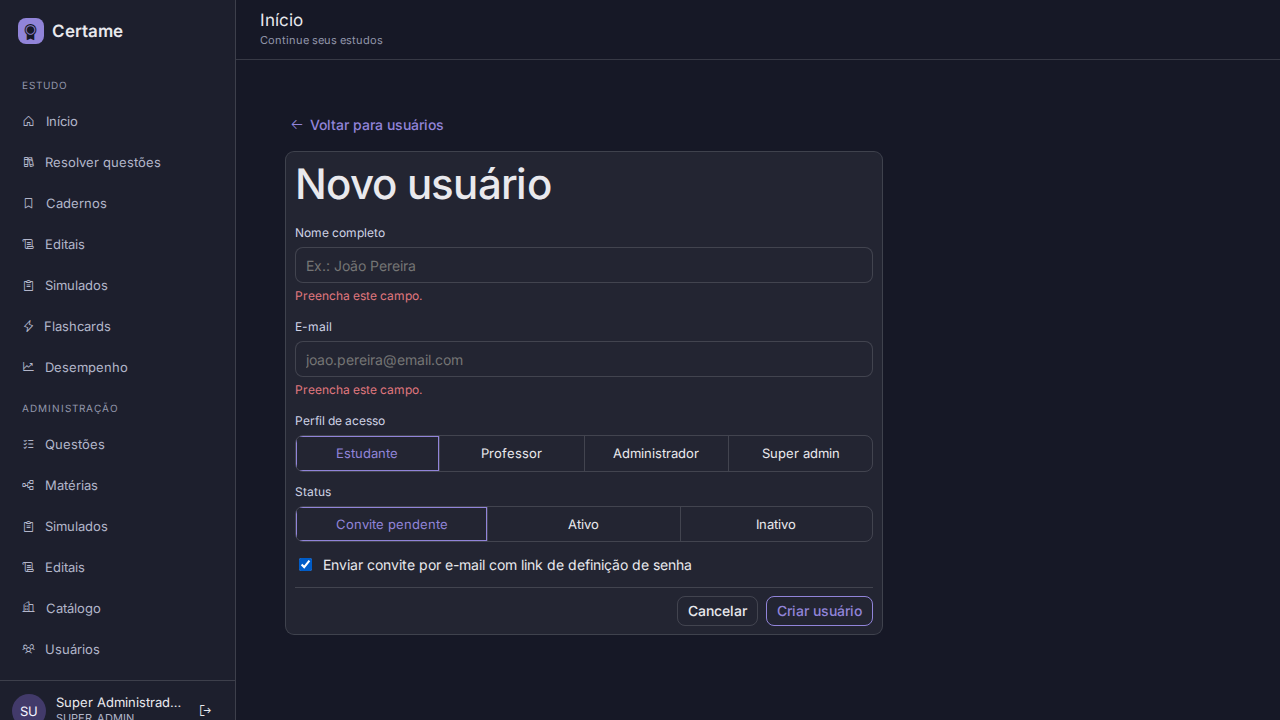 Certame
ESTUDO
Início
Resolver questões
Cadernos
Editais
Simulados
Flashcards
Desempenho
ADMINISTRAÇÃO
Questões
Matérias
Simulados
Editais
Catálogo
Usuários
SU
Super Administrad...
SUPER_ADMIN
Início
Continue seus estudos
Voltar para usuários
Novo usuário
Nome completo
Ex.: João Pereira
Preencha este campo.
E-mail
joao.pereira@email.com
Preencha este campo.
Perfil de acesso
Estudante Professor Administrador Super admin
Status
Convite pendente Ativo Inativo
Enviar convite por e-mail com link de definição de senha
Cancelar Criar usuário